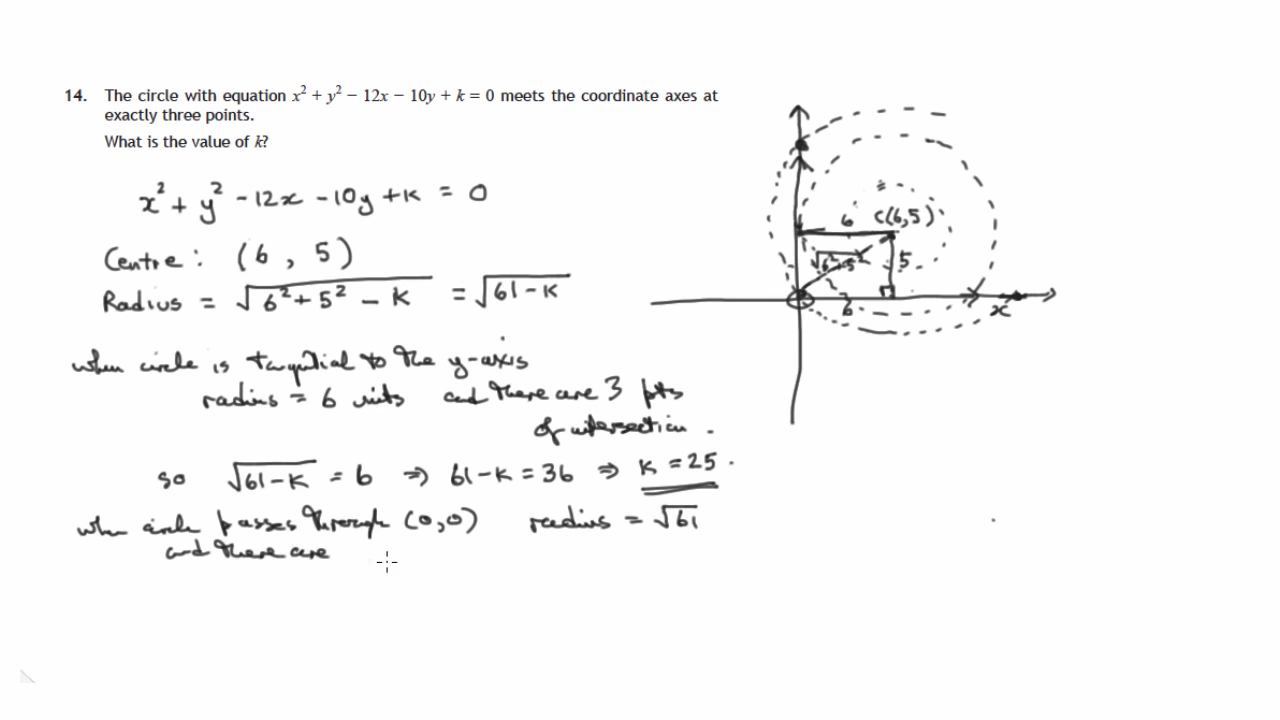 14. The circle with equation x² + y² − 12x − 10y + k = 0 meets the coordinate axes at
exactly three points.
What is the value of k?
x² + y² - 12x - 10y + k = 0
Centre : (6 , 5)
Radius = √6² + 5² - k = √61 - k
when circle is tangential to the y-axis
radius = 6 units and there are 3 pts
of intersection .
so √61-k = 6 ⇒ 61-k = 36 ⇒ k = 25 .
when circle passes through (0,0) radius = √61
and there are
C(6,5)
6
5
√6²+5²
6
x